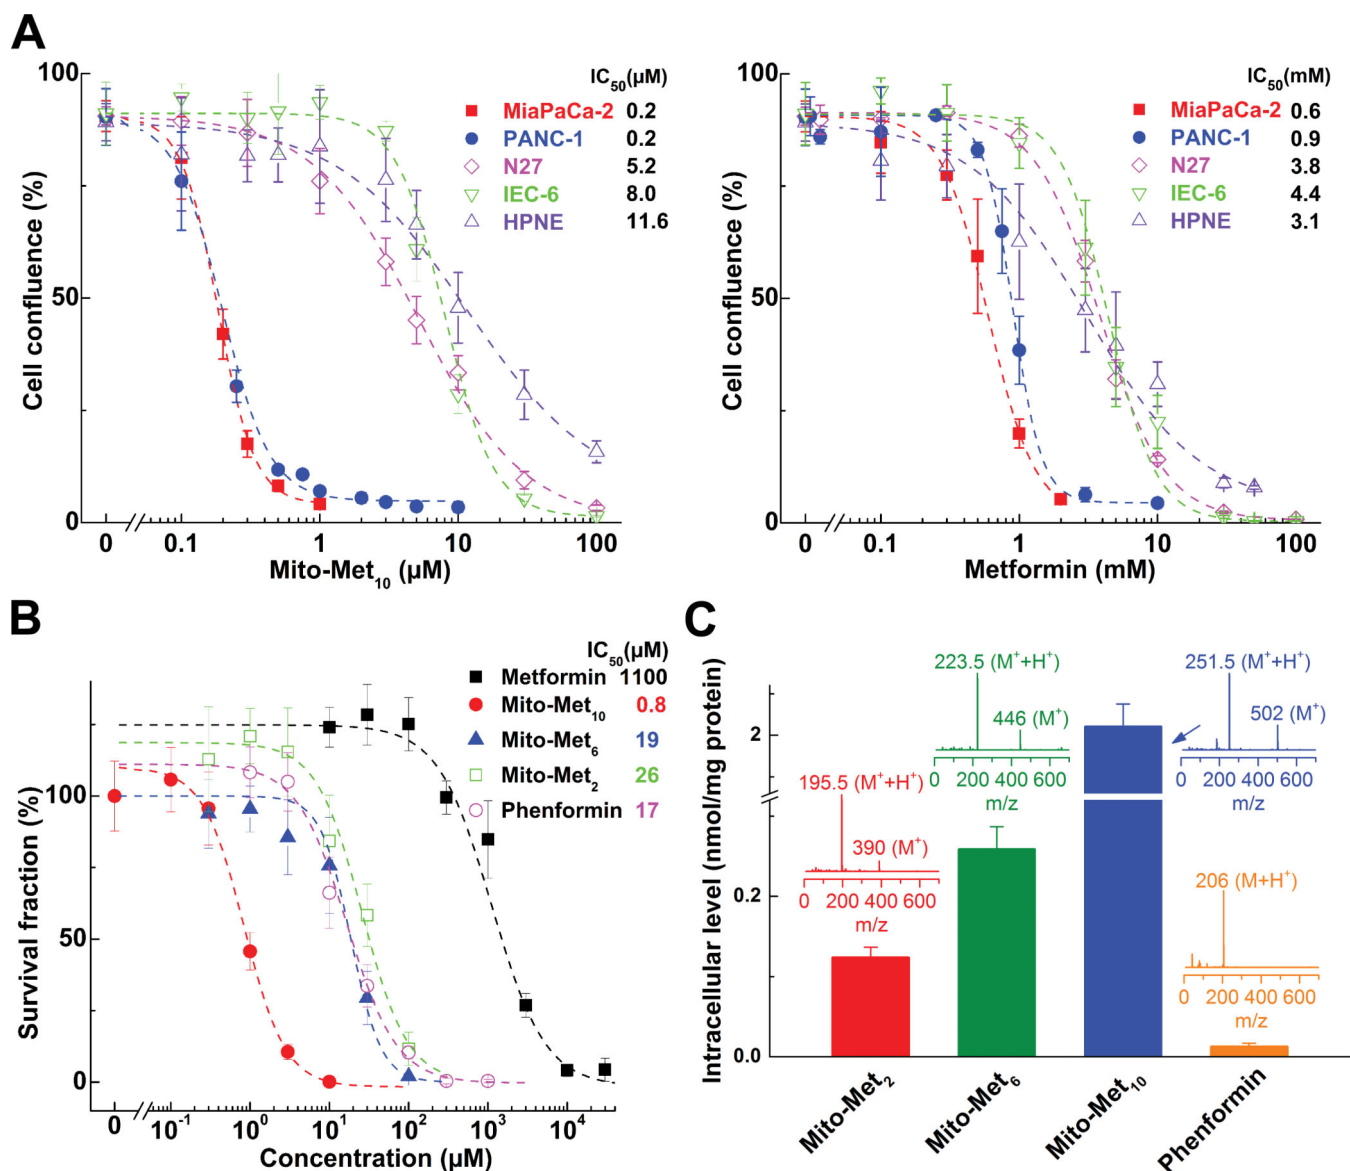 A
100
50
0
Cell confluence (%)
IC50(µM)
MiaPaCa-2 0.2
PANC-1 0.2
N27 5.2
IEC-6 8.0
HPNE 11.6
0 0.1 1 10 100
Mito-Met10 (µM)
100
50
0
Cell confluence (%)
IC50(mM)
MiaPaCa-2 0.6
PANC-1 0.9
N27 3.8
IEC-6 4.4
HPNE 3.1
0 0.1 1 10 100
Metformin (mM)
B
100
50
0
Survival fraction (%)
IC50(µM)
Metformin 1100
Mito-Met10 0.8
Mito-Met6 19
Mito-Met2 26
Phenformin 17
0 10-1 100 101 102 103 104
Concentration (µM)
C
Intracellular level (nmol/mg protein)
2
0.2
0.0
195.5 (M++H+)
390 (M+)
0 200 400 600
m/z
223.5 (M++H+)
446 (M+)
0 200 400 600
m/z
251.5 (M++H+)
502 (M+)
0 200 400 600
m/z
206 (M+H+)
0 200 400 600
m/z
Mito-Met2
Mito-Met6
Mito-Met10
Phenformin